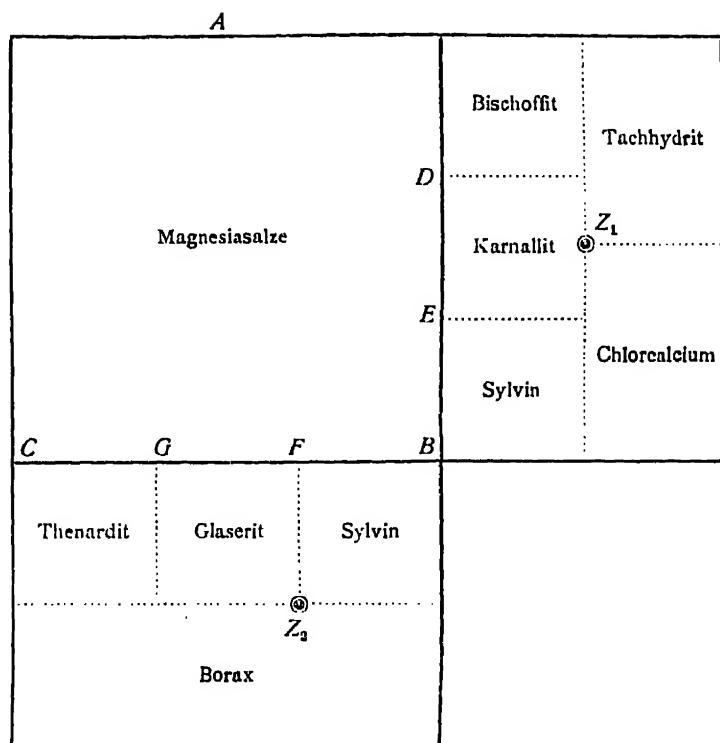 A
Bischoffit
Tachhydrit
D
Z₁
Magnesiasalze
Karnallit
E
Chlorcalcium
Sylvin
C G F B
Thenardit Glaserit Sylvin
Z₂
Borax